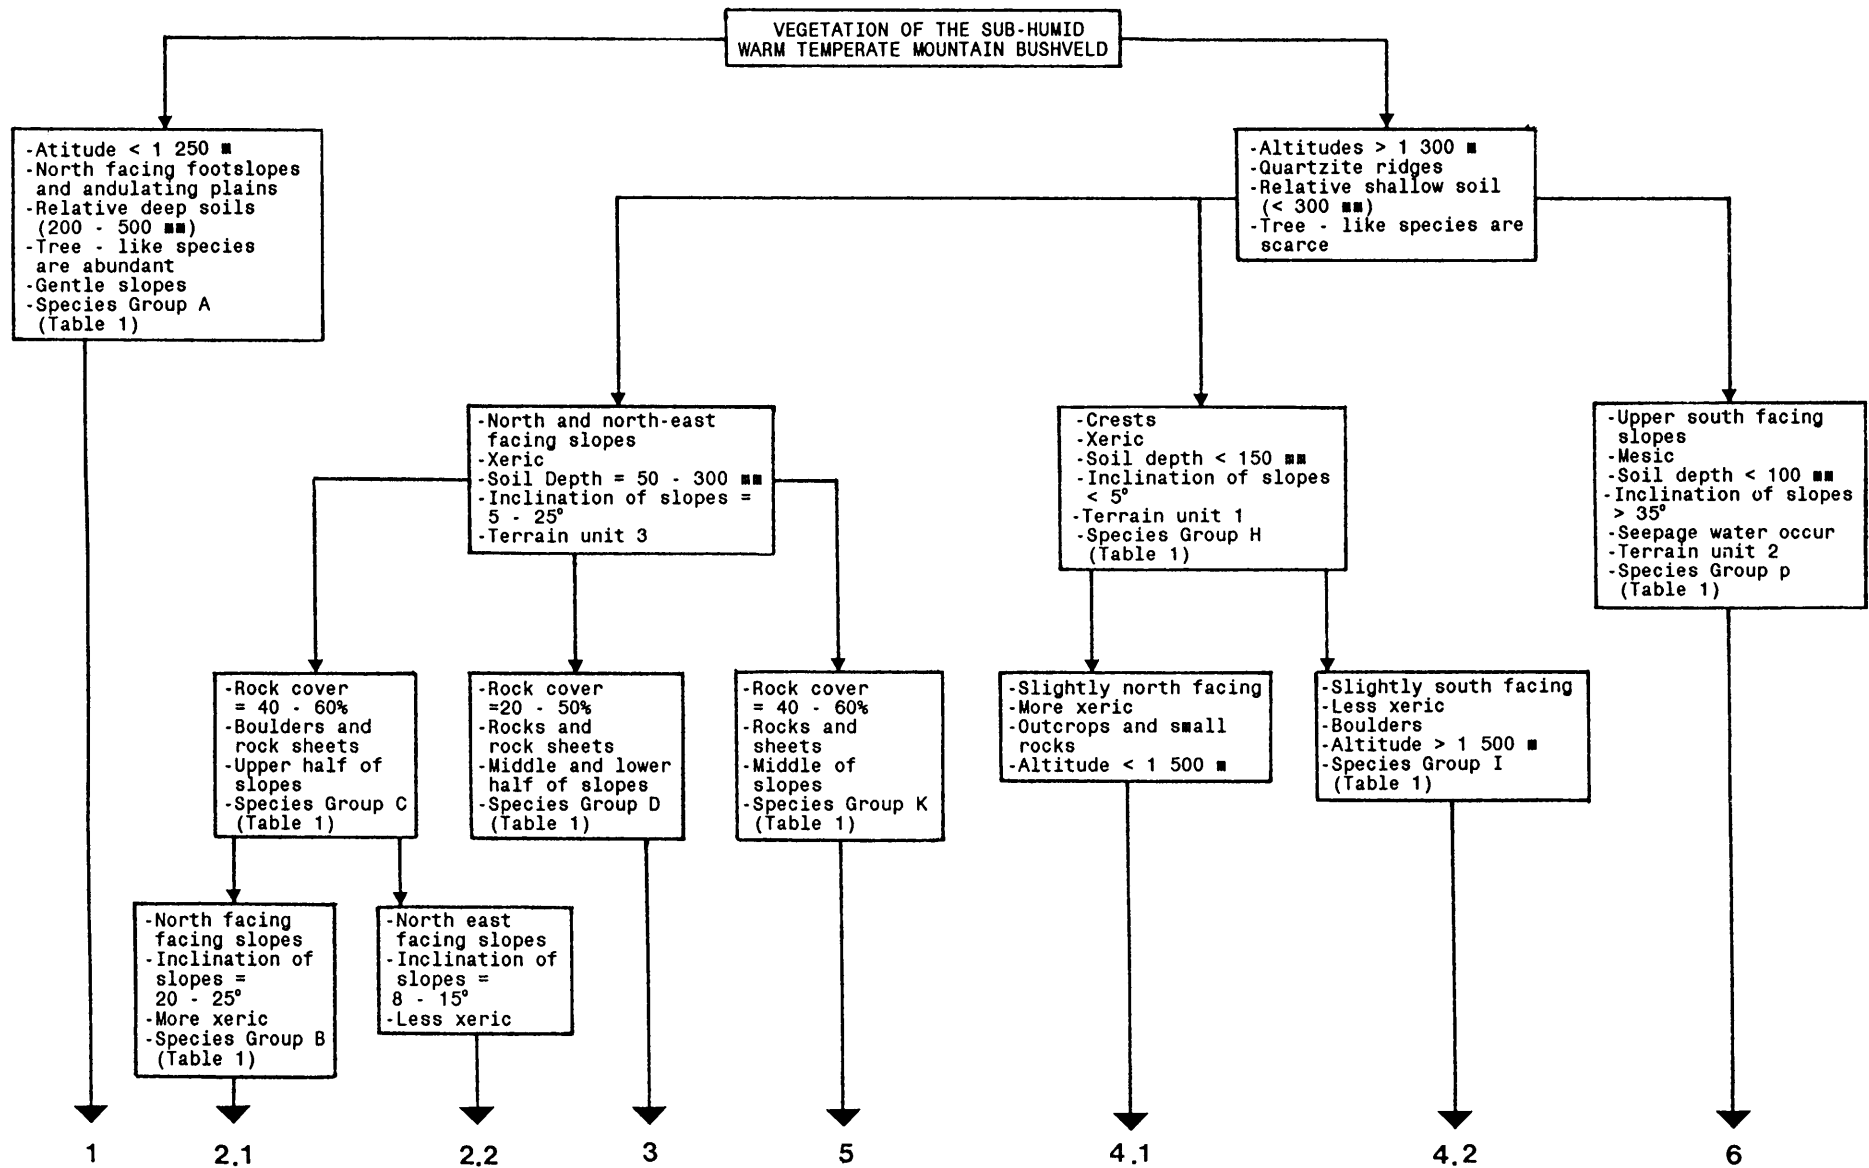 VEGETATION OF THE SUB-HUMID
WARM TEMPERATE MOUNTAIN BUSHVELD
-Atitude < 1 250 m
-North facing footslopes
and andulating plains
-Relative deep soils
(200 - 500 mm)
-Tree - like species
are abundant
-Gentle slopes
-Species Group A
(Table 1)
-Altitudes > 1 300 m
-Quartzite ridges
-Relative shallow soil
(< 300 mm)
-Tree - like species are
scarce
-North and north-east
facing slopes
-Xeric
-Soil Depth = 50 - 300 mm
-Inclination of slopes =
5 - 25°
-Terrain unit 3
-Crests
-Xeric
-Soil depth < 150 mm
-Inclination of slopes
< 5°
-Terrain unit 1
-Species Group H
(Table 1)
-Upper south facing
slopes
-Mesic
-Soil depth < 100 mm
-Inclination of slopes
> 35°
-Seepage water occur
-Terrain unit 2
-Species Group p
(Table 1)
-Rock cover
= 40 - 60%
-Boulders and
rock sheets
-Upper half of
slopes
-Species Group C
(Table 1)
-Rock cover
=20 - 50%
-Rocks and
rock sheets
-Middle and lower
half of slopes
-Species Group D
(Table 1)
-Rock cover
= 40 - 60%
-Rocks and
sheets
-Middle of
slopes
-Species Group K
(Table 1)
-Slightly north facing
-More xeric
-Outcrops and small
rocks
-Altitude < 1 500 m
-Slightly south facing
-Less xeric
-Boulders
-Altitude > 1 500 m
-Species Group I
(Table 1)
-North facing
facing slopes
-Inclination of
slopes =
20 - 25°
-More xeric
-Species Group B
(Table 1)
-North east
facing slopes
-Inclination of
slopes =
8 - 15°
-Less xeric
1
2.1
2.2
3
5
4.1
4.2
6